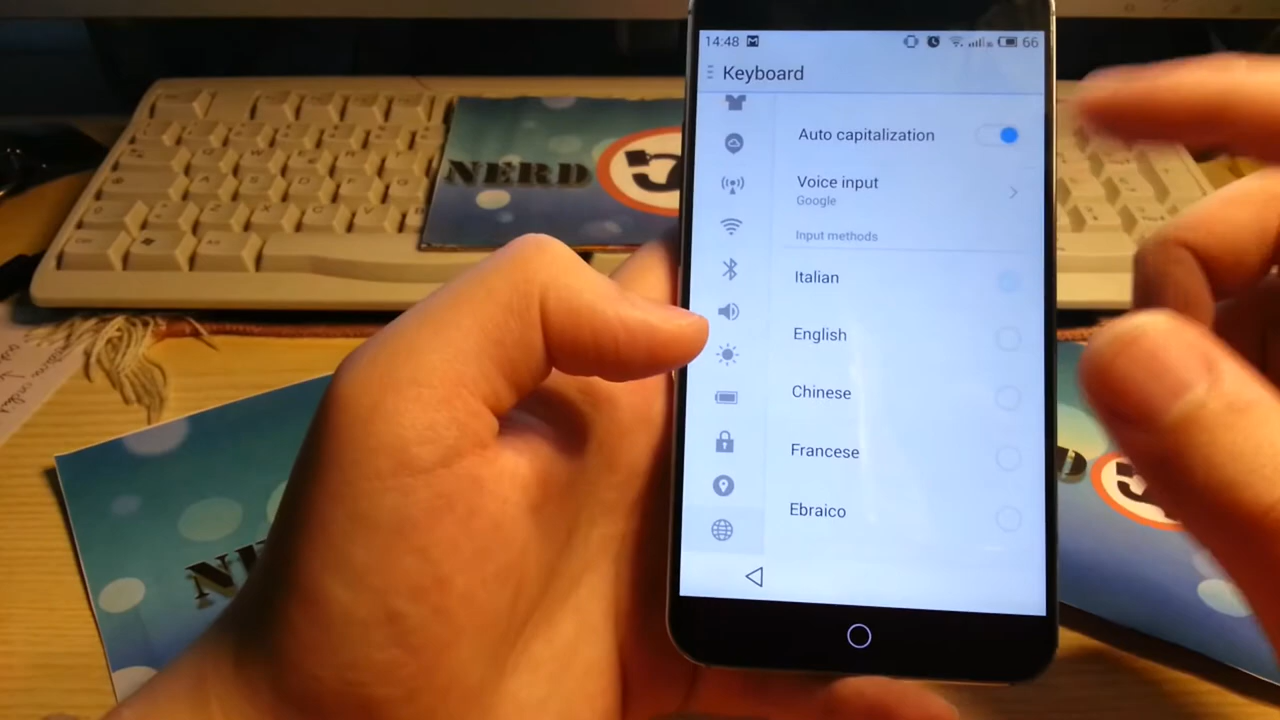 14:48
66
Keyboard
Auto capitalization
Voice input
Google
Input methods
Italian
English
Chinese
Francese
Ebraico
NERD